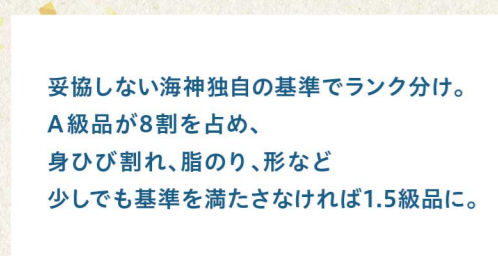 妥協しない海神独自の基準でランク分け。
A級品が8割を占め、
身ひび割れ、脂のり、形など
少しでも基準を満たさなければ1.5級品に。